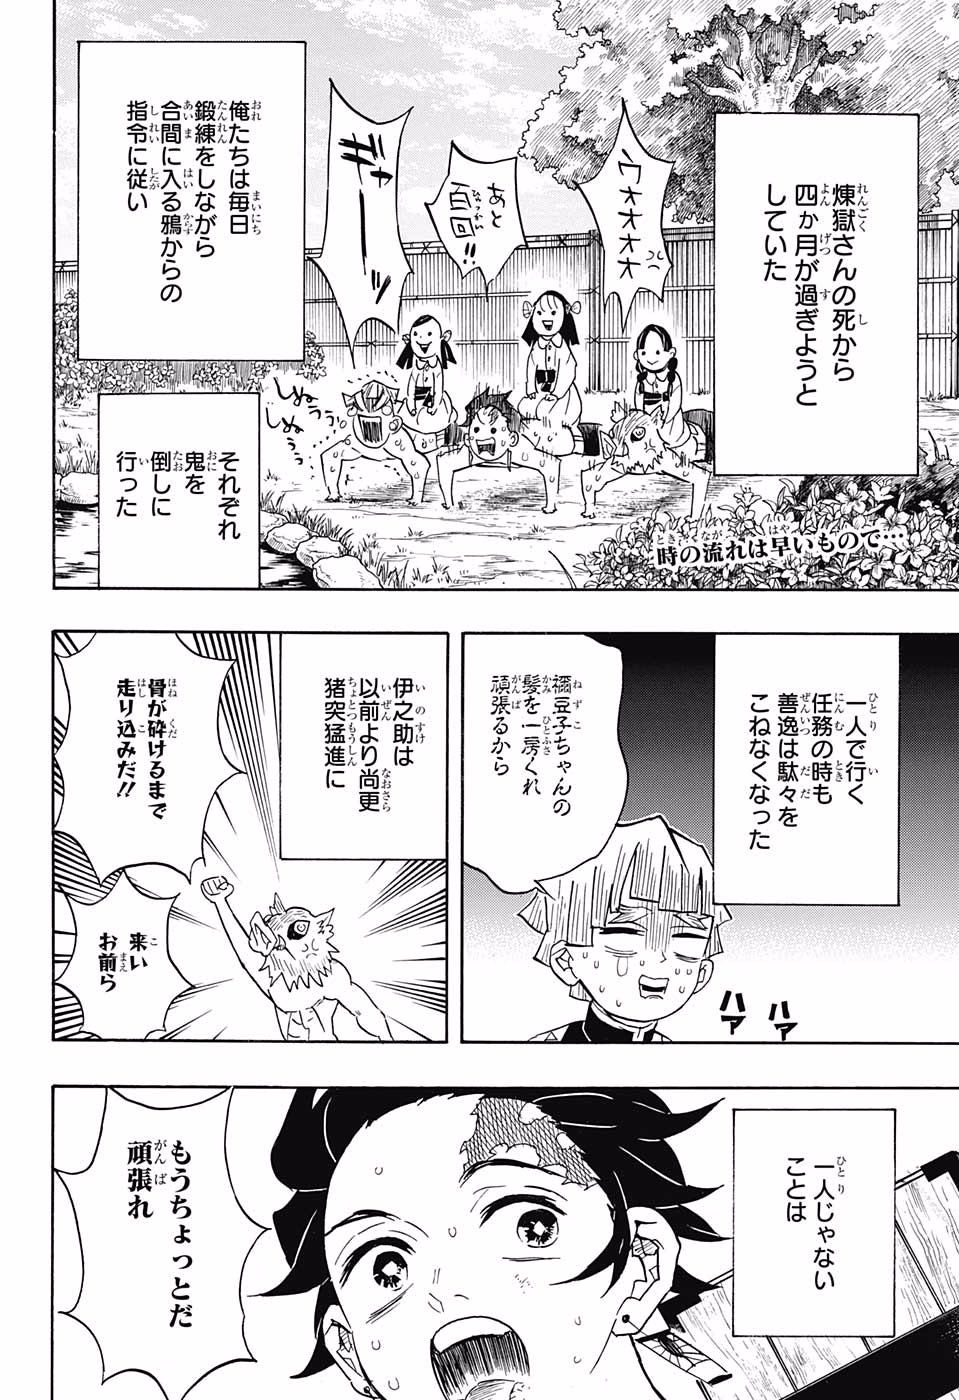 煉獄さんの死から
四か月が過ぎようと
していた
ウオオオオ
あと
百回!!
ギャー
俺たちは毎日
鍛練をしながら
合間に入る鴉からの
指令に従い
しぬぅ
しぬぅぅぅ
それぞれ
鬼を
倒しに
行った
時の流れは早いもので…
一人で行く
任務の時も
善逸は駄々を
こねなくなった
禰豆子ちゃんの
髪を一房くれ
頑張るから
ハァ
ハァ
伊之助は
以前より尚更
猪突猛進に
骨が砕けるまで
走り込みだ!!
来い
お前ら
一人じゃない
ことは
もうちょっとだ
頑張れ